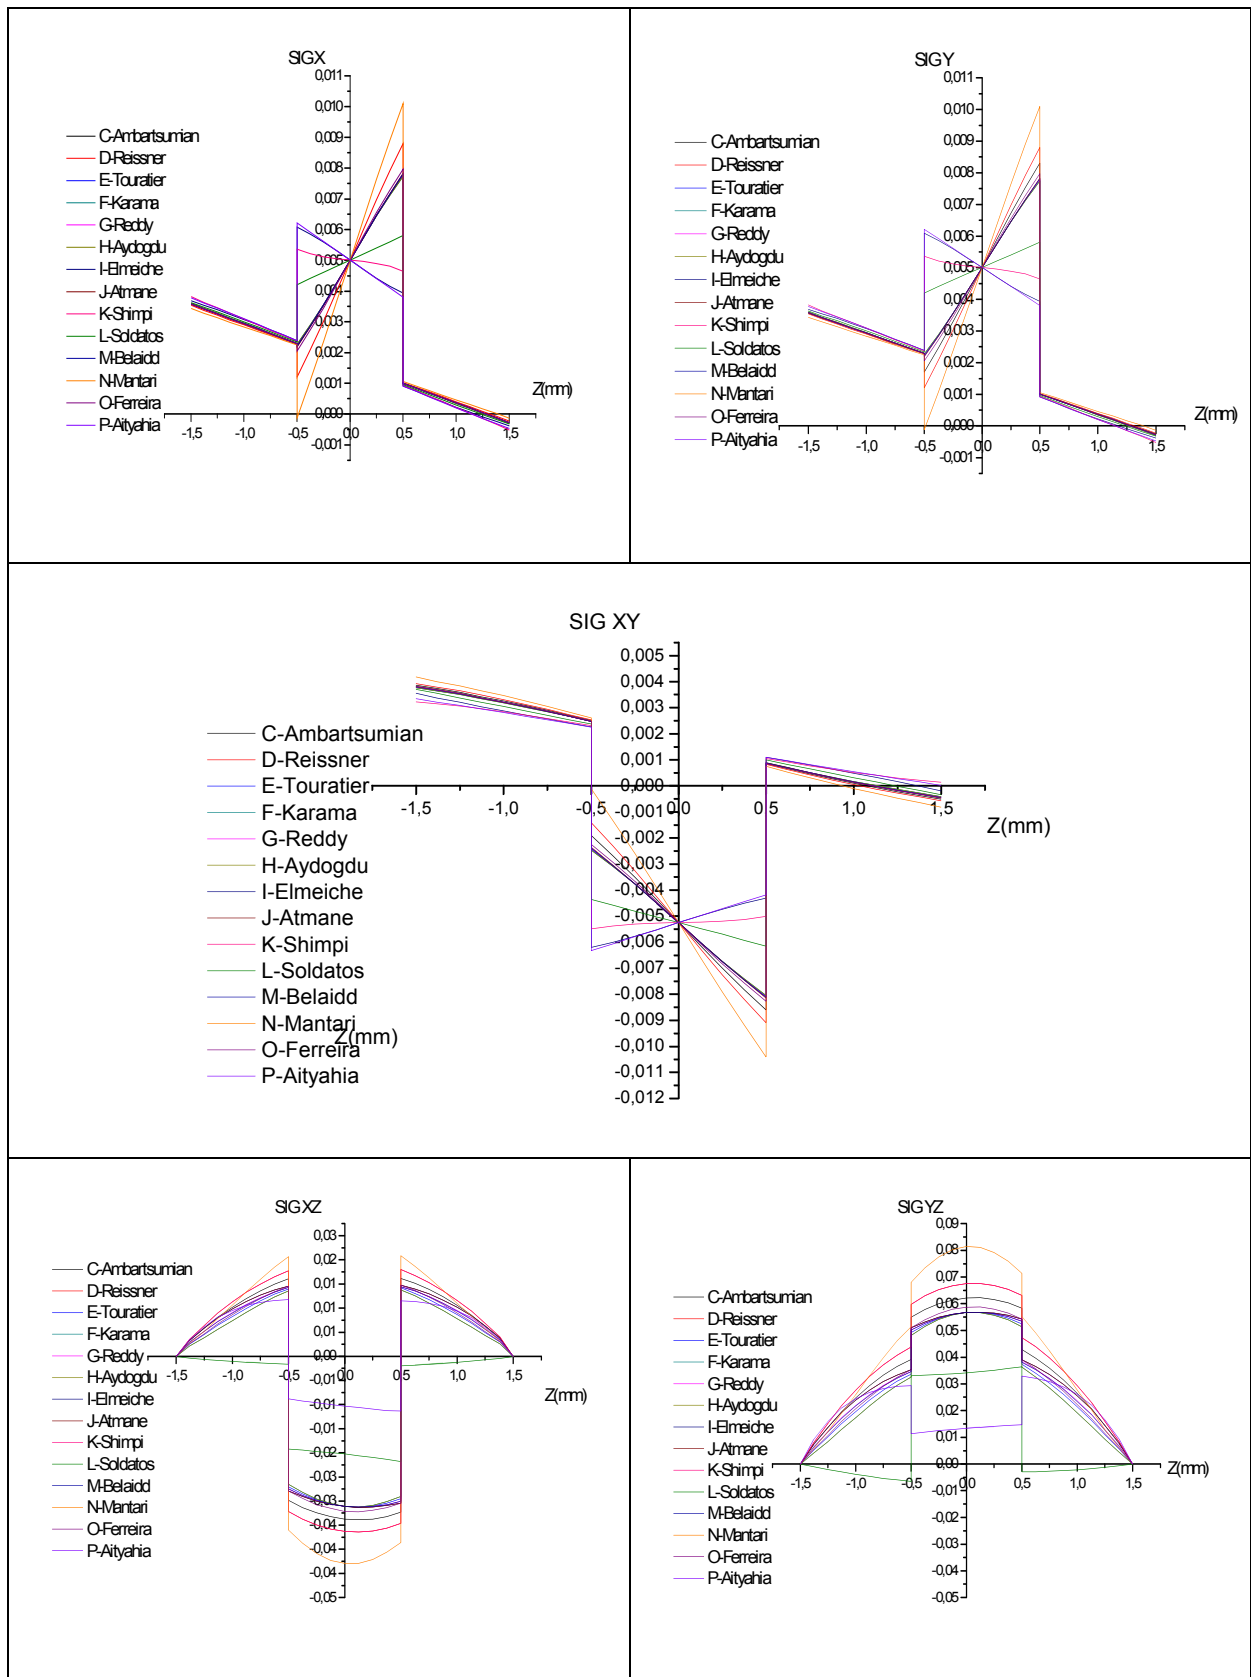 SIGX
0,011
0,010
0,009
0,008
0,007
0,006
0,005
0,004
0,003
0,002
0,001
0,000
-0,001
-1,5 -1,0 -0,5 0,0 0,5 1,0 1,5
Z(mm)
C-Ambartsumian
D-Reissner
E-Touratier
F-Karama
G-Reddy
H-Aydogdu
I-Elmeiche
J-Atmane
K-Shimpi
L-Soldatos
M-Belaidd
N-Mantari
O-Ferreira
P-Aityahia
SIGY
0,011
0,010
0,009
0,008
0,007
0,006
0,005
0,004
0,003
0,002
0,001
0,000
-0,001
-1,5 -1,0 -0,5 0,0 0,5 1,0 1,5
Z(mm)
C-Ambartsumian
D-Reissner
E-Touratier
F-Karama
G-Reddy
H-Aydogdu
I-Elmeiche
J-Atmane
K-Shimpi
L-Soldatos
M-Belaidd
N-Mantari
O-Ferreira
P-Aityahia
SIG XY
0,005
0,004
0,003
0,002
0,001
0,000
-0,001
-0,002
-0,003
-0,004
-0,005
-0,006
-0,007
-0,008
-0,009
-0,010
-0,011
-0,012
-1,5 -1,0 -0,5 0,0 0,5 1,0 1,5
Z(mm)
C-Ambartsumian
D-Reissner
E-Touratier
F-Karama
G-Reddy
H-Aydogdu
I-Elmeiche
J-Atmane
K-Shimpi
L-Soldatos
M-Belaidd
N-Mantari
Z(mm)
O-Ferreira
P-Aityahia
SIGXZ
0,03
0,02
0,01
0,01
0,01
0,00
-0,01
-0,01
-0,02
-0,03
-0,03
-0,04
-0,04
-0,05
-1,5 -1,0 -0,5 0,0 0,5 1,0 1,5
Z(mm)
C-Ambartsumian
D-Reissner
E-Touratier
F-Karama
G-Reddy
H-Aydogdu
I-Elmeiche
J-Atmane
K-Shimpi
L-Soldatos
M-Belaidd
N-Mantari
O-Ferreira
P-Aityahia
SIGYZ
0,09
0,08
0,07
0,06
0,05
0,04
0,03
0,02
0,01
0,00
-0,01
-0,02
-0,03
-0,04
-0,05
-1,5 -1,0 -0,5 0,0 0,5 1,0 1,5
Z(mm)
C-Ambartsumian
D-Reissner
E-Touratier
F-Karama
G-Reddy
H-Aydogdu
I-Elmeiche
J-Atmane
K-Shimpi
L-Soldatos
M-Belaidd
N-Mantari
O-Ferreira
P-Aityahia